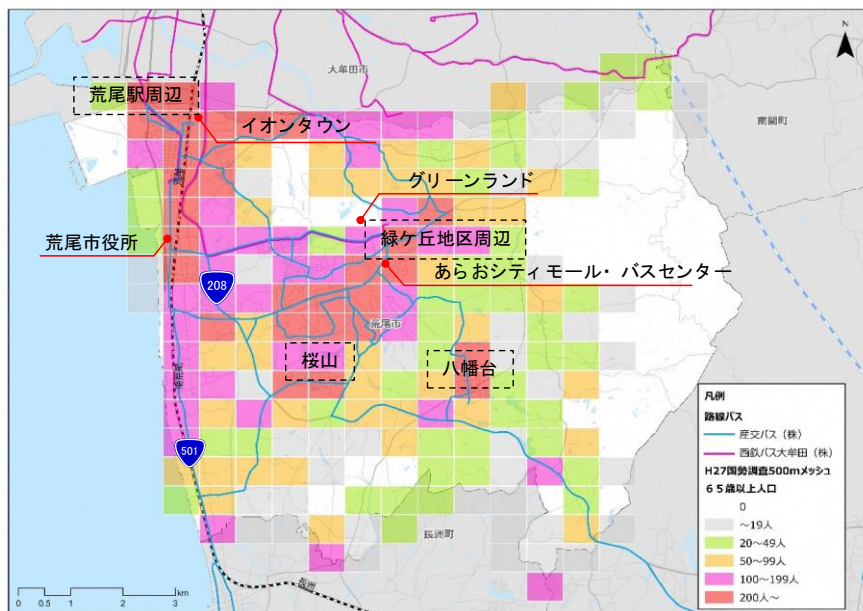 N
大牟田市
南関町
荒尾駅周辺
イオンタウン
グリーンランド
緑ケ丘地区周辺
荒尾市役所
あらおシティモール・バスセンター
208
荒尾市
桜山
八幡台
501
長洲町
長洲
凡例
路線バス
産交バス（株）
西鉄バス大牟田（株）
H27国勢調査500mメッシュ
６５歳以上人口
0
～19人
20～49人
50～99人
100～199人
200人～
0 0.5 1 2 3 km